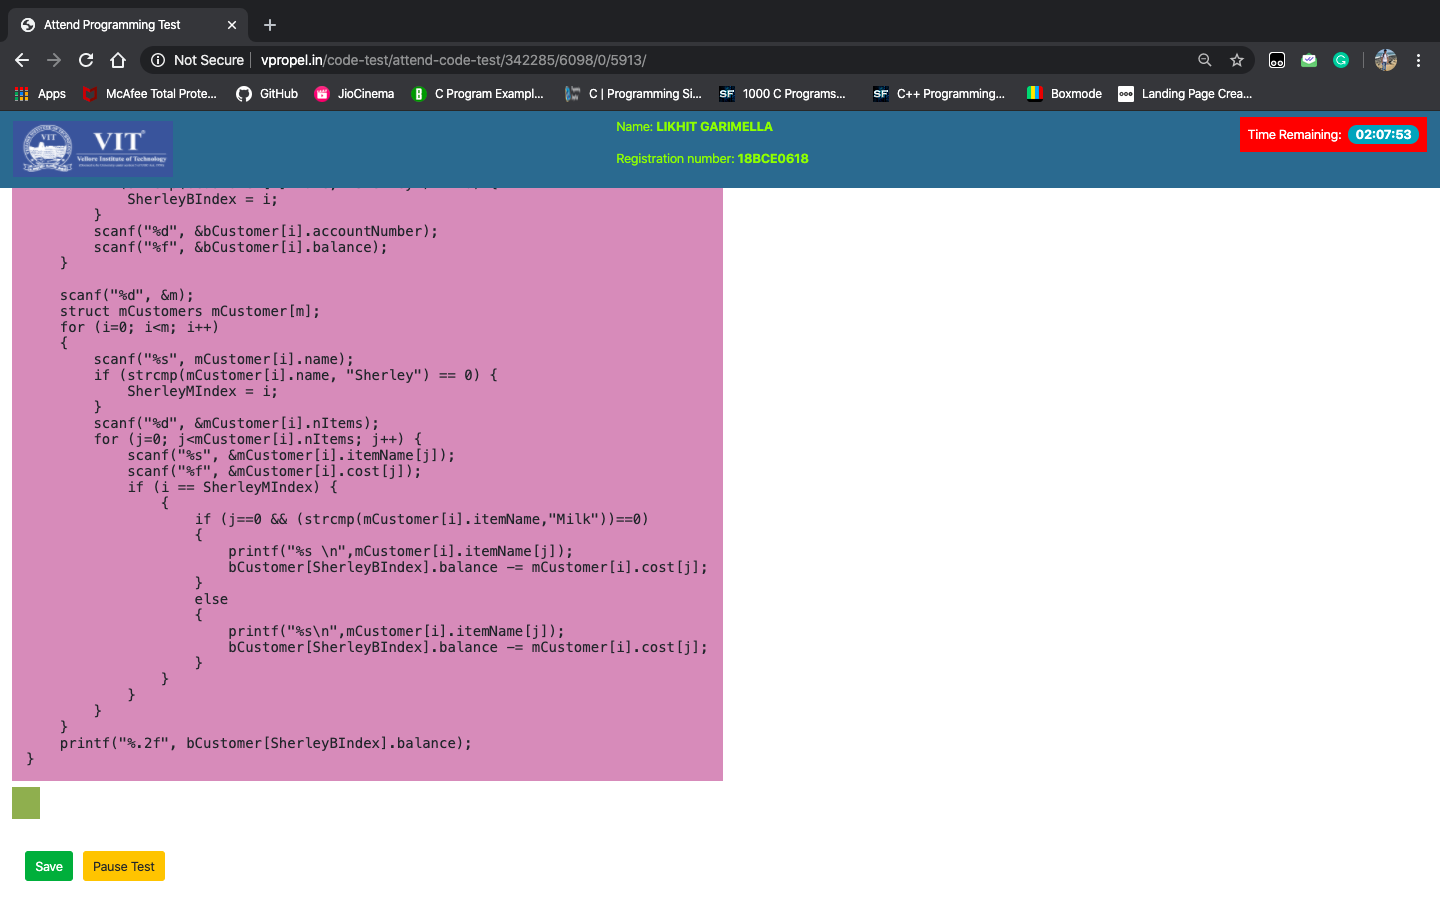 Attend Programming Test
Not Secure vpropel.in/code-test/attend-code-test/342285/6098/0/5913/
Apps McAfee Total Prote... GitHub JioCinema C Program Exampl... C | Programming Si... 1000 C Programs... C++ Programming... Boxmode Landing Page Crea...
VIT
VIT
Vellore Institute of Technology
Name: LIKHIT GARIMELLA
Registration number: 18BCE0618
Time Remaining: 02:07:53
            SherleyBIndex = i;
        }
        scanf("%d", &bCustomer[i].accountNumber);
        scanf("%f", &bCustomer[i].balance);
    }
    scanf("%d", &m);
    struct mCustomers mCustomer[m];
    for (i=0; i<m; i++)
    {
        scanf("%s", mCustomer[i].name);
        if (strcmp(mCustomer[i].name, "Sherley") == 0) {
            SherleyMIndex = i;
        }
        scanf("%d", &mCustomer[i].nItems);
        for (j=0; j<mCustomer[i].nItems; j++) {
            scanf("%s", &mCustomer[i].itemName[j]);
            scanf("%f", &mCustomer[i].cost[j]);
            if (i == SherleyMIndex) {
                {
                    if (j==0 && (strcmp(mCustomer[i].itemName,"Milk"))==0)
                    {
                        printf("%s \n",mCustomer[i].itemName[j]);
                        bCustomer[SherleyBIndex].balance -= mCustomer[i].cost[j];
                    }
                    else
                    {
                        printf("%s\n",mCustomer[i].itemName[j]);
                        bCustomer[SherleyBIndex].balance -= mCustomer[i].cost[j];
                    }
                }
            }
        }
    }
    printf("%.2f", bCustomer[SherleyBIndex].balance);
}
Save Pause Test